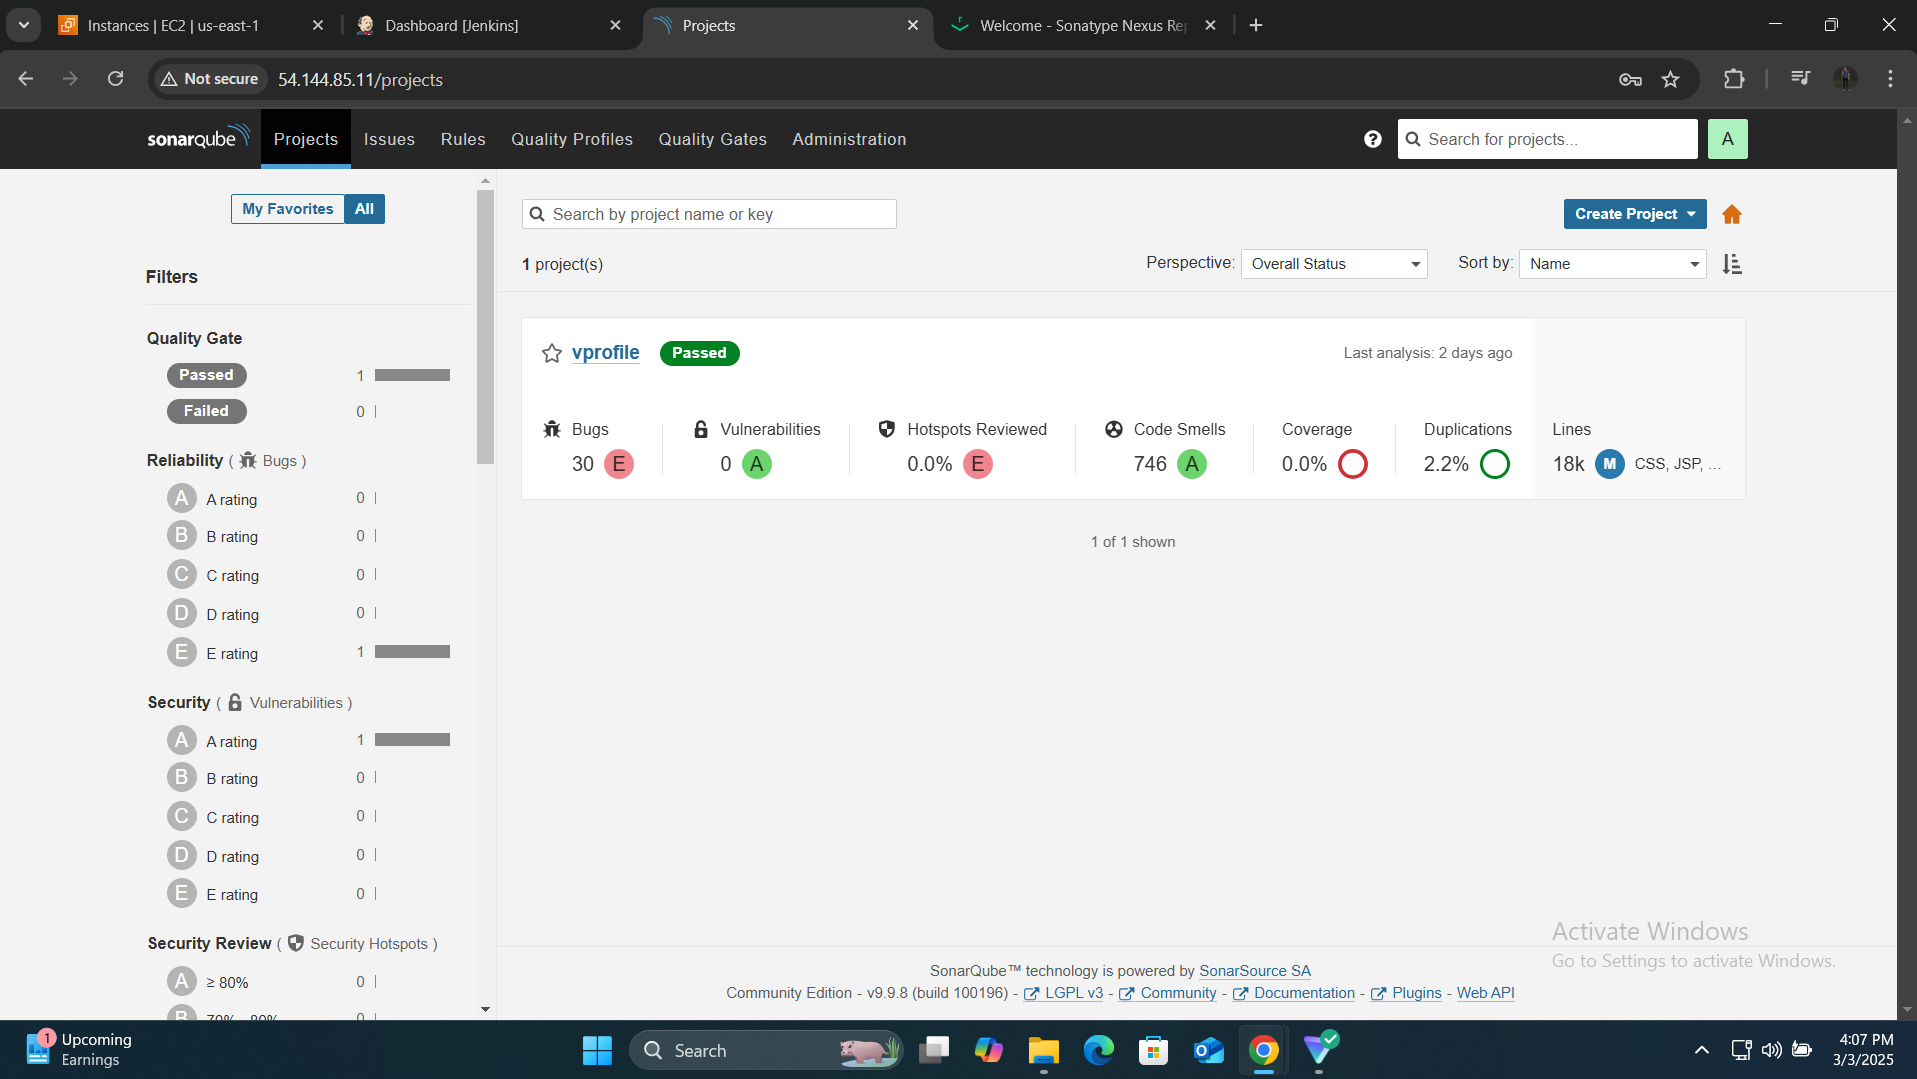 Instances | EC2 | us-east-1
Dashboard [Jenkins]
Projects
Welcome - Sonatype Nexus Rep
Not secure
54.144.85.11/projects
sonarqube
Projects
Issues
Rules
Quality Profiles
Quality Gates
Administration
Search for projects...
A
My Favorites
All
Search by project name or key
Create Project
1 project(s)
Perspective:
Overall Status
Sort by:
Name
Filters
Quality Gate
Passed 1
Failed 0
Reliability ( Bugs )
A A rating 0
B B rating 0
C C rating 0
D D rating 0
E E rating 1
Security ( Vulnerabilities )
A A rating 1
B B rating 0
C C rating 0
D D rating 0
E E rating 0
Security Review ( Security Hotspots )
A ≥ 80% 0
B 70% - 80% 0
vprofile
Passed
Last analysis: 2 days ago
Bugs
30 E
Vulnerabilities
0 A
Hotspots Reviewed
0.0% E
Code Smells
746 A
Coverage
0.0%
Duplications
2.2%
Lines
18k M CSS, JSP, ...
1 of 1 shown
Activate Windows
Go to Settings to activate Windows.
SonarQube™ technology is powered by SonarSource SA
Community Edition - v9.9.8 (build 100196) - LGPL v3 - Community - Documentation - Plugins - Web API
1
Upcoming
Earnings
Search
4:07 PM
3/3/2025